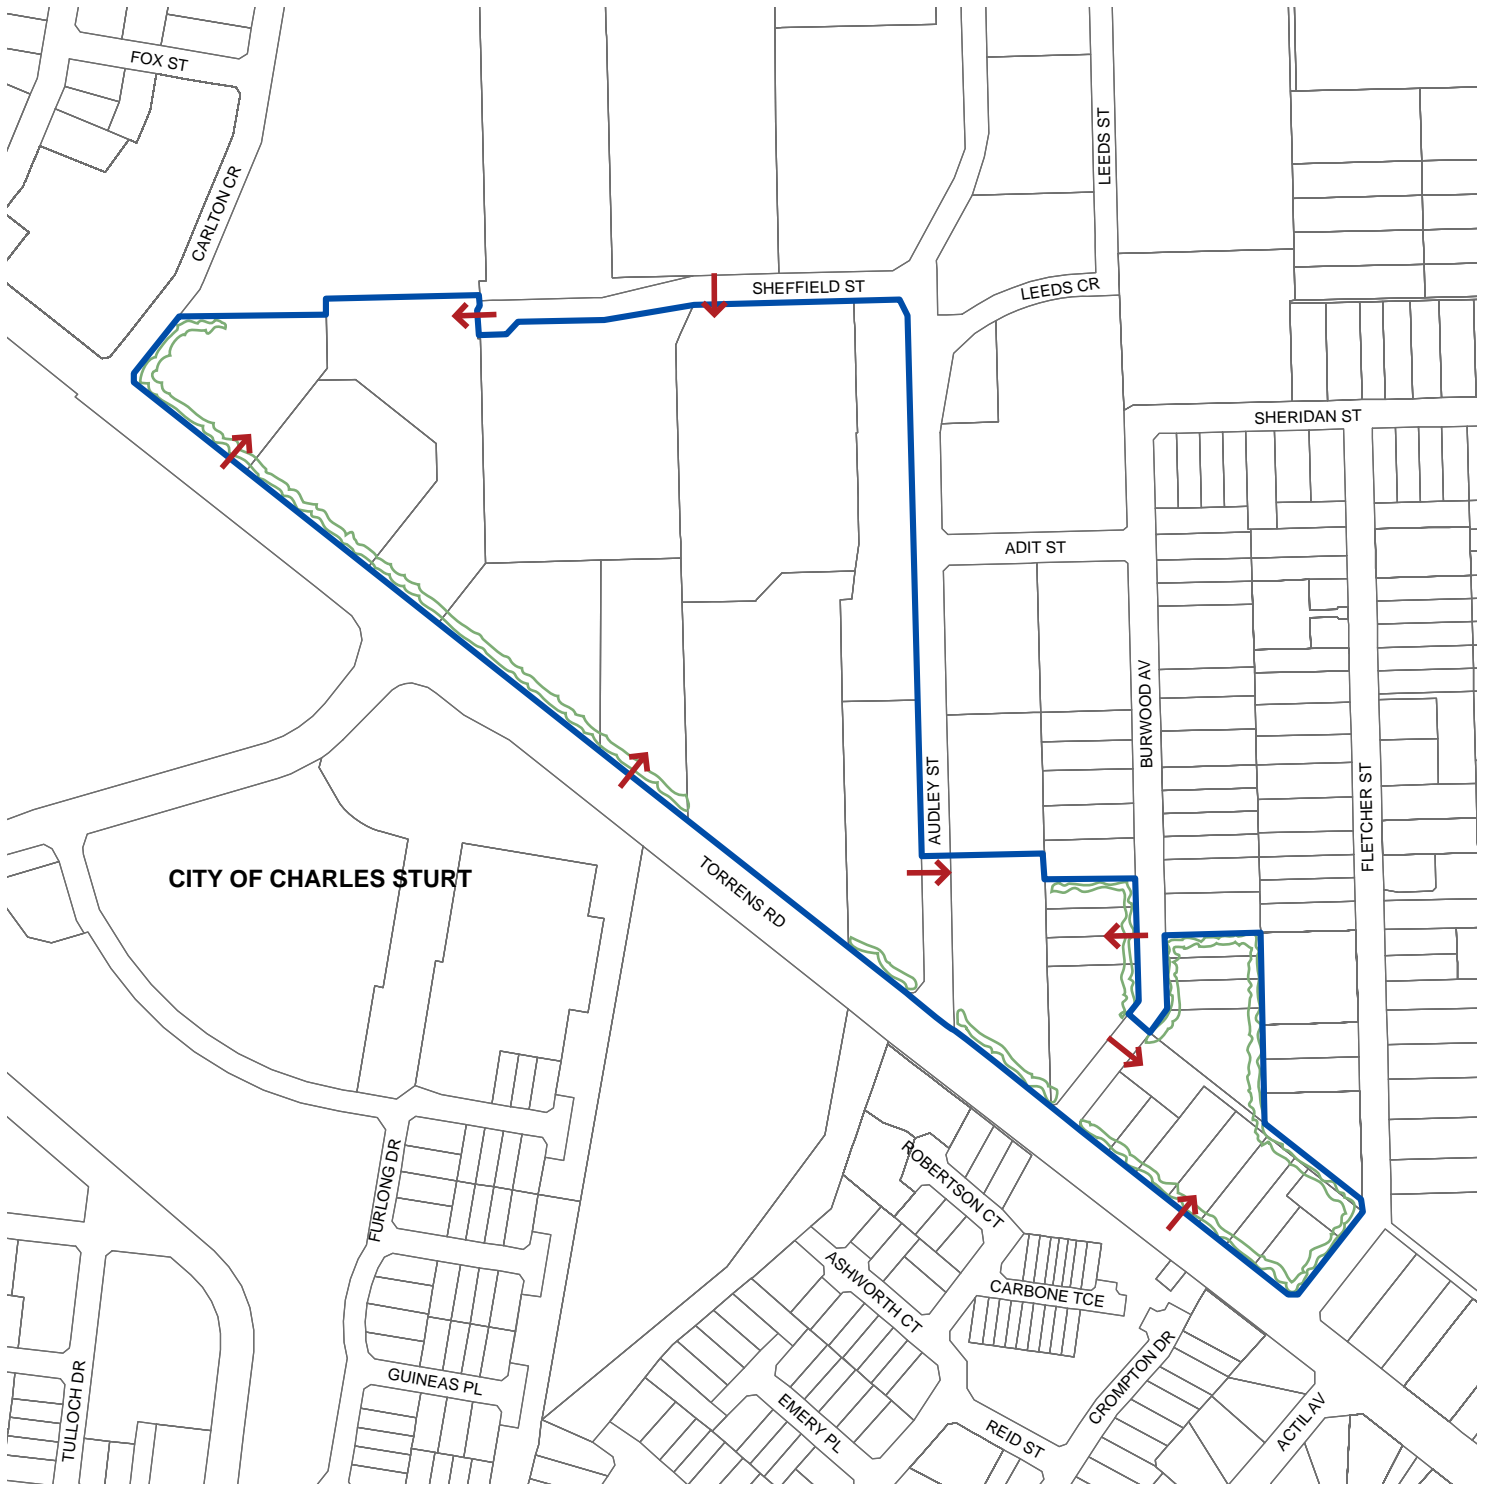 FOX ST
LEEDS ST
CARLTON CR
SHEFFIELD ST
LEEDS CR
SHERIDAN ST
ADIT ST
BURWOOD AV
AUDLEY ST
FLETCHER ST
CITY OF CHARLES STURT
TORRENS RD
FURLONG DR
ROBERTSON CT
ASHWORTH CT
CARBONE TCE
GUINEAS PL
CROMPTON DR
TULLOCH DR
EMERY PL
REID ST
ACTIL AV